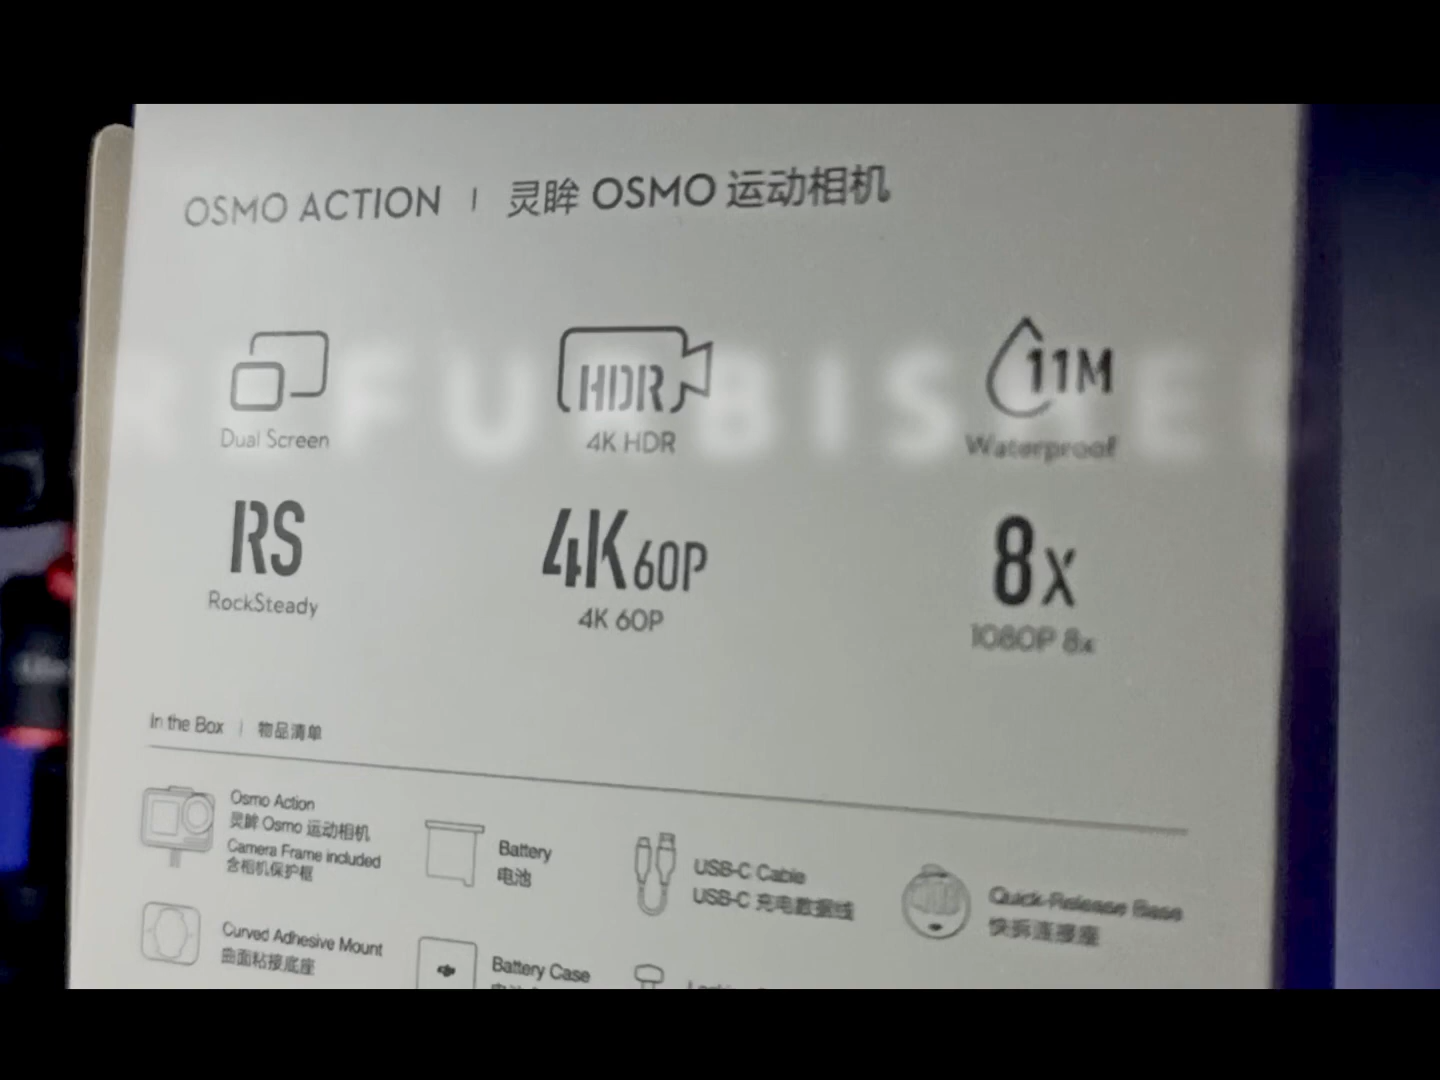 OSMO ACTION | 灵眸 OSMO 运动相机
REFURBISHED
HDR
11M
Dual Screen
4K HDR
Waterproof
RS
4K60P
8x
RockSteady
4K 60P
1080P 8x
In the Box | 物品清单
Osmo Action
灵眸 Osmo 运动相机
Camera Frame included
含相机保护框
Battery
电池
USB-C Cable
USB-C 充电数据线
Quick-Release Base
快拆连接座
Curved Adhesive Mount
曲面粘接底座
Battery Case